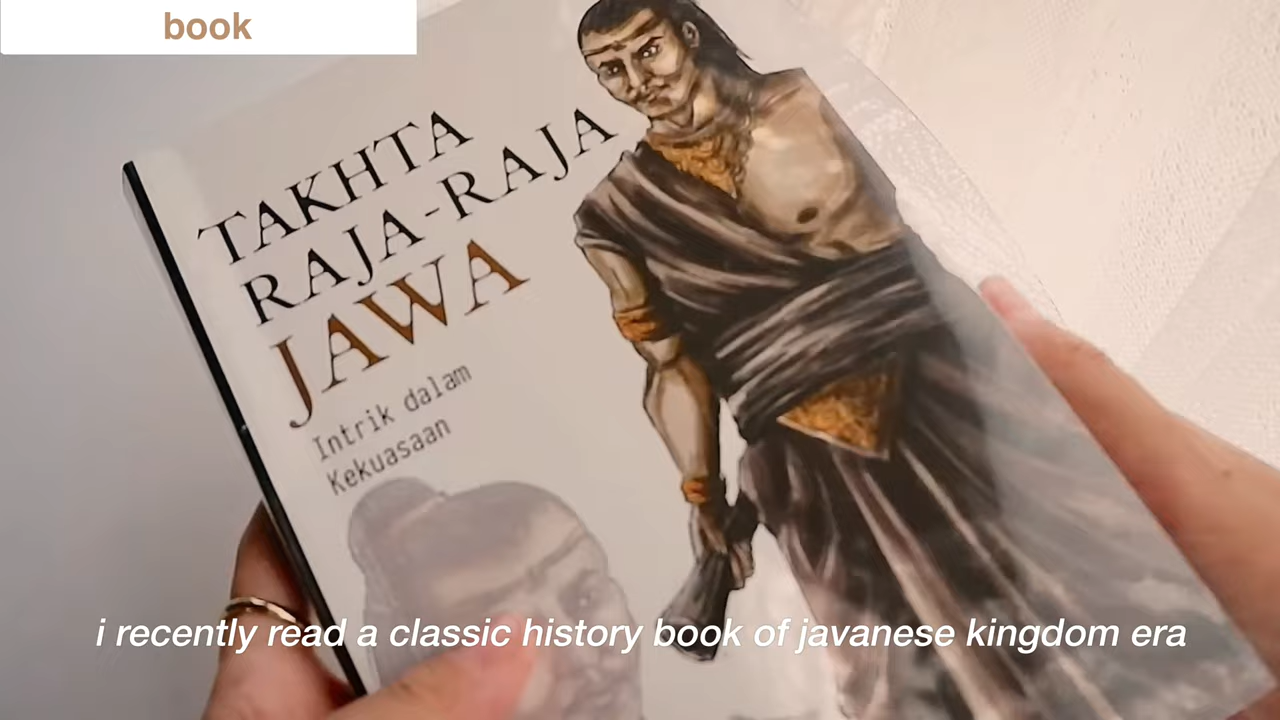 book
TAKHTA
RAJA-RAJA
JAWA
Intrik dalam
Kekuasaan
i recently read a classic history book of javanese kingdom era